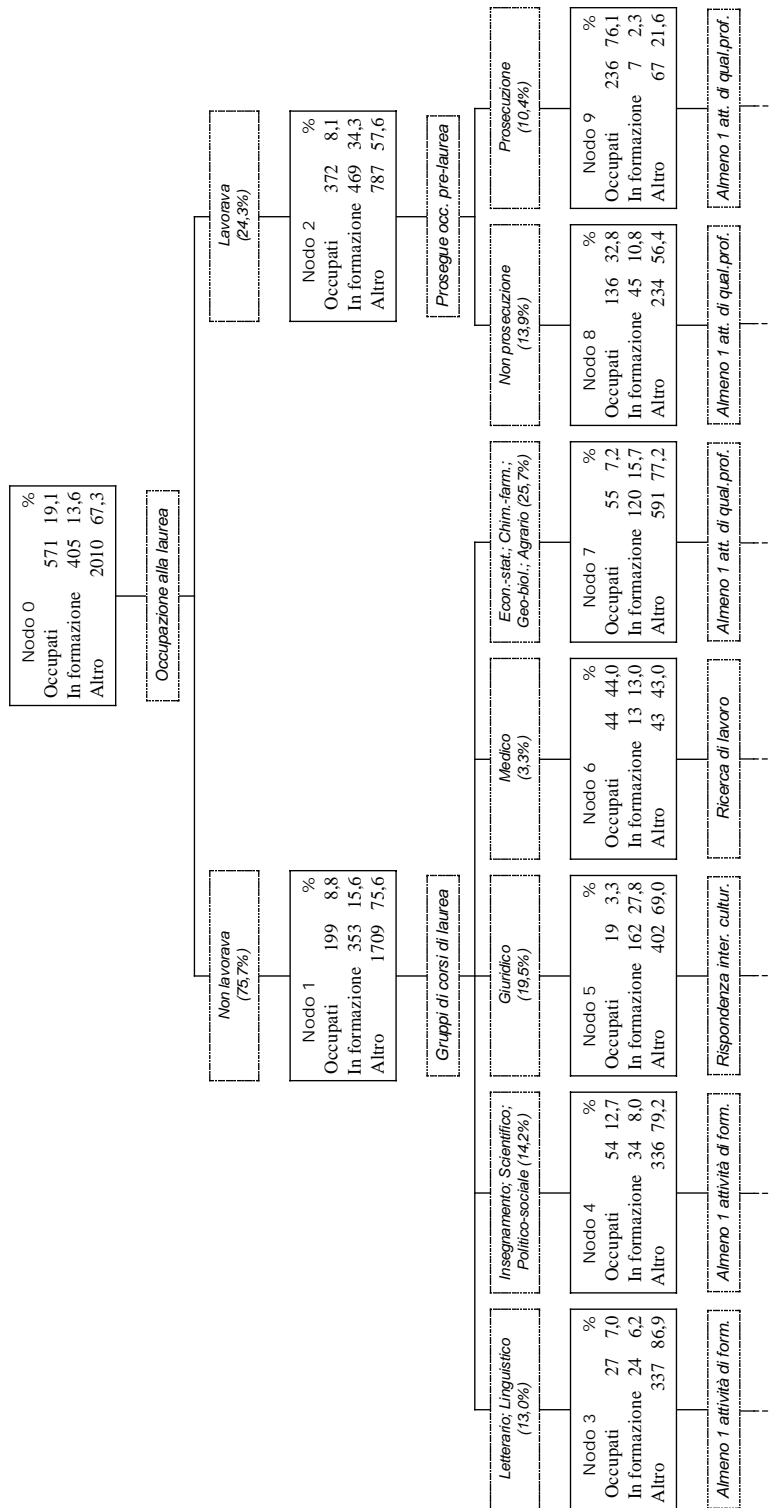 Nodo 0
%
Occupati 571 19,1
In formazione 405 13,6
Altro 2010 67,3
Occupazione alla laurea
Non lavorava
(75,7%)
Nodo 1
%
Occupati 199 8,8
In formazione 353 15,6
Altro 1709 75,6
Gruppi di corsi di laurea
Lavorava
(24,3%)
Nodo 2
%
Occupati 372 8,1
In formazione 469 34,3
Altro 787 57,6
Prosegue occ. pre-laurea
Letterario; Linguistico
(13,0%)
Nodo 3
%
Occupati 27 7,0
In formazione 24 6,2
Altro 337 86,9
Almeno 1 attività di form.
Insegnamento; Scientifico;
Politico-sociale (14,2%)
Nodo 4
%
Occupati 54 12,7
In formazione 34 8,0
Altro 336 79,2
Almeno 1 attività di form.
Giuridico
(19,5%)
Nodo 5
%
Occupati 19 3,3
In formazione 162 27,8
Altro 402 69,0
Rispondenza inter. cultur.
Medico
(3,3%)
Nodo 6
%
Occupati 44 44,0
In formazione 13 13,0
Altro 43 43,0
Ricerca di lavoro
Econ.-stat.; Chim.-farm.;
Geo-biol.; Agrario (25,7%)
Nodo 7
%
Occupati 55 7,2
In formazione 120 15,7
Altro 591 77,2
Almeno 1 att. di qual.prof.
Non prosecuzione
(13,9%)
Nodo 8
%
Occupati 136 32,8
In formazione 45 10,8
Altro 234 56,4
Almeno 1 att. di qual.prof.
Prosecuzione
(10,4%)
Nodo 9
%
Occupati 236 76,1
In formazione 7 2,3
Altro 67 21,6
Almeno 1 att. di qual.prof.